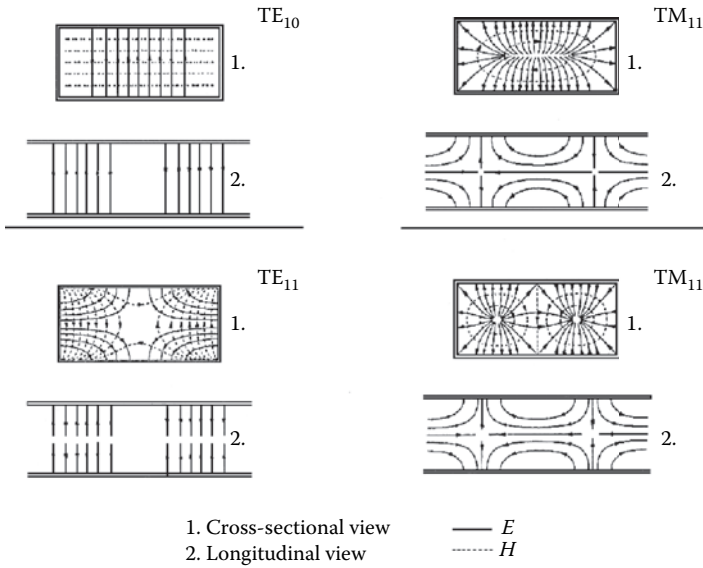 TE10
TM11
1.
1.
2.
2.
TE11
TM11
1.
1.
2.
2.
1. Cross-sectional view
E
2. Longitudinal view
H